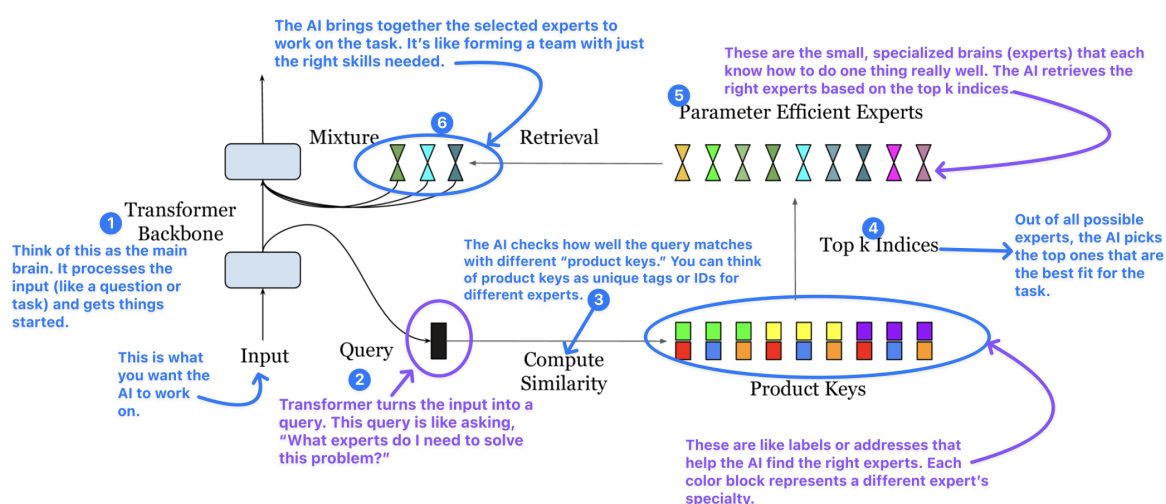 The AI brings together the selected experts to
work on the task. It's like forming a team with just
the right skills needed.
These are the small, specialized brains (experts) that each
know how to do one thing really well. The AI retrieves the
right experts based on the top k indices.
5
Parameter Efficient Experts
6
Mixture
Retrieval
1
Transformer
Backbone
Think of this as the main
brain. It processes the
input (like a question or
task) and gets things
started.
The AI checks how well the query matches
with different “product keys.” You can think
of product keys as unique tags or IDs for
different experts.
3
4
Top k Indices
Out of all possible
experts, the AI picks
the top ones that are
the best fit for the
task.
This is what
you want the
AI to work
on.
Input
Query
2
Compute
Similarity
Product Keys
Transformer turns the input into a
query. This query is like asking,
“What experts do I need to solve
this problem?”
These are like labels or addresses that
help the AI find the right experts. Each
color block represents a different expert's
specialty.